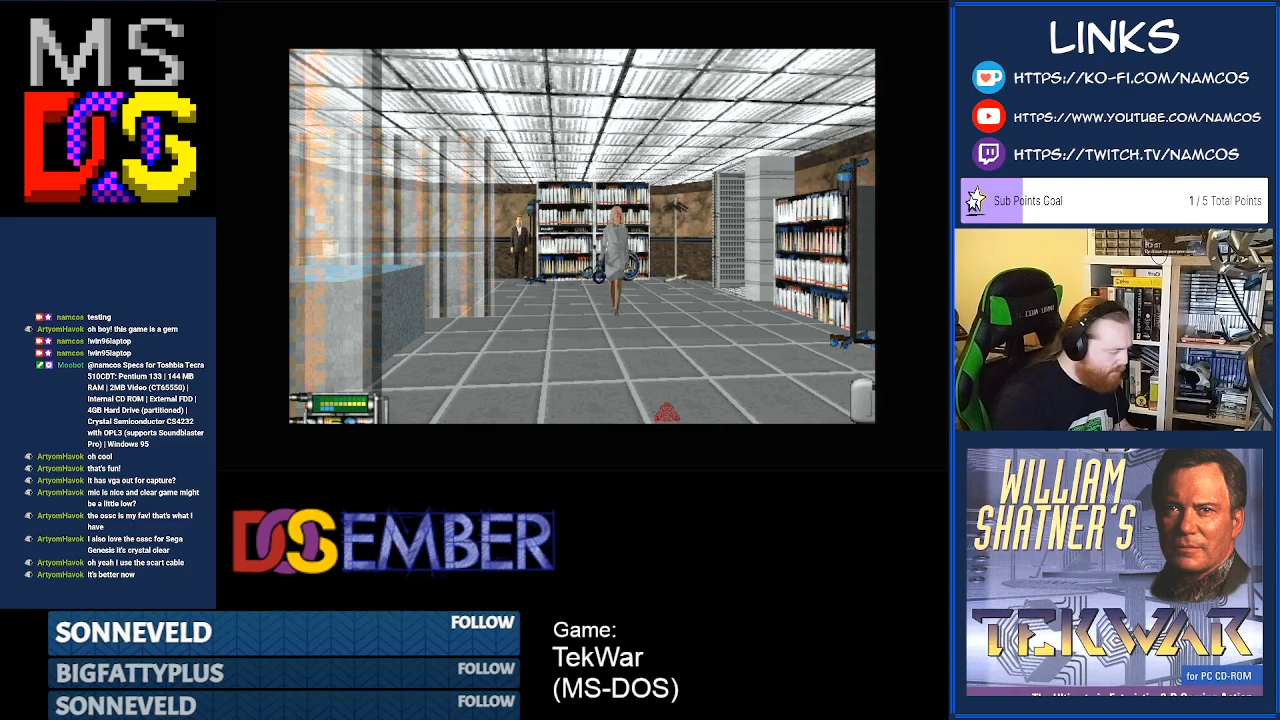 MS
DOS
namcos testing
ArtyomHavok oh boy! this game is a gem
namcos !win96laptop
namcos !win95laptop
Moobot @namcos Specs for Toshbia Tecra
510CDT: Pentium 133 | 144 MB
RAM | 2MB Video (CT65550) |
Internal CD ROM | External FDD |
4GB Hard Drive (partitioned) |
Crystal Semiconductor CS4232
with OPL3 (supports Soundblaster
Pro) | Windows 95
ArtyomHavok oh cool
ArtyomHavok that's fun!
ArtyomHavok it has vga out for capture?
ArtyomHavok mic is nice and clear game might
be a little low?
ArtyomHavok the ossc is my fav! that's what i
have
ArtyomHavok I also love the ossc for Sega
Genesis it's crystal clear
ArtyomHavok oh yeah I use the scart cable
ArtyomHavok it's better now
DOSEMBER
SONNEVELD FOLLOW
BIGFATTYPLUS FOLLOW
SONNEVELD FOLLOW
Game:
TekWar
(MS-DOS)
LINKS
HTTPS://KO-FI.COM/NAMCOS
HTTPS://WWW.YOUTUBE.COM/NAMCOS
HTTPS://TWITCH.TV/NAMCOS
Sub Points Goal 1 / 5 Total Points
WILLIAM
SHATNER'S
TEKWAR
for PC CD-ROM